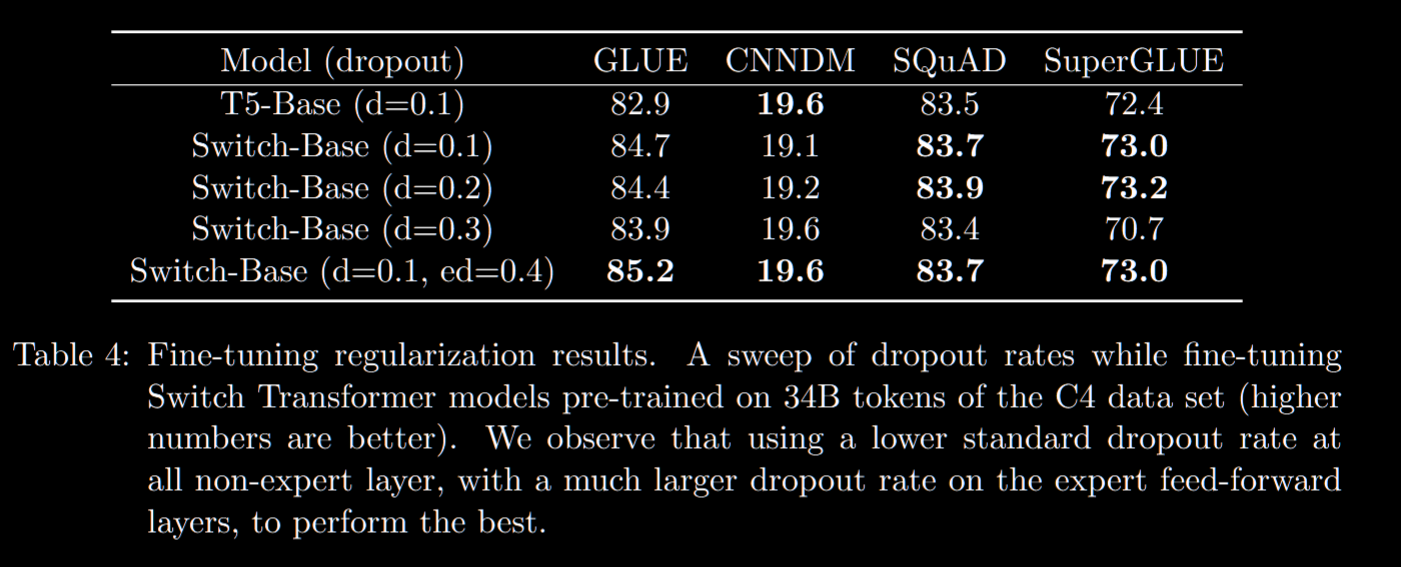 Model (dropout) GLUE CNNDM SQuAD SuperGLUE
T5-Base (d=0.1) 82.9 19.6 83.5 72.4
Switch-Base (d=0.1) 84.7 19.1 83.7 73.0
Switch-Base (d=0.2) 84.4 19.2 83.9 73.2
Switch-Base (d=0.3) 83.9 19.6 83.4 70.7
Switch-Base (d=0.1, ed=0.4) 85.2 19.6 83.7 73.0
Table 4: Fine-tuning regularization results. A sweep of dropout rates while fine-tuning
Switch Transformer models pre-trained on 34B tokens of the C4 data set (higher
numbers are better). We observe that using a lower standard dropout rate at
all non-expert layer, with a much larger dropout rate on the expert feed-forward
layers, to perform the best.